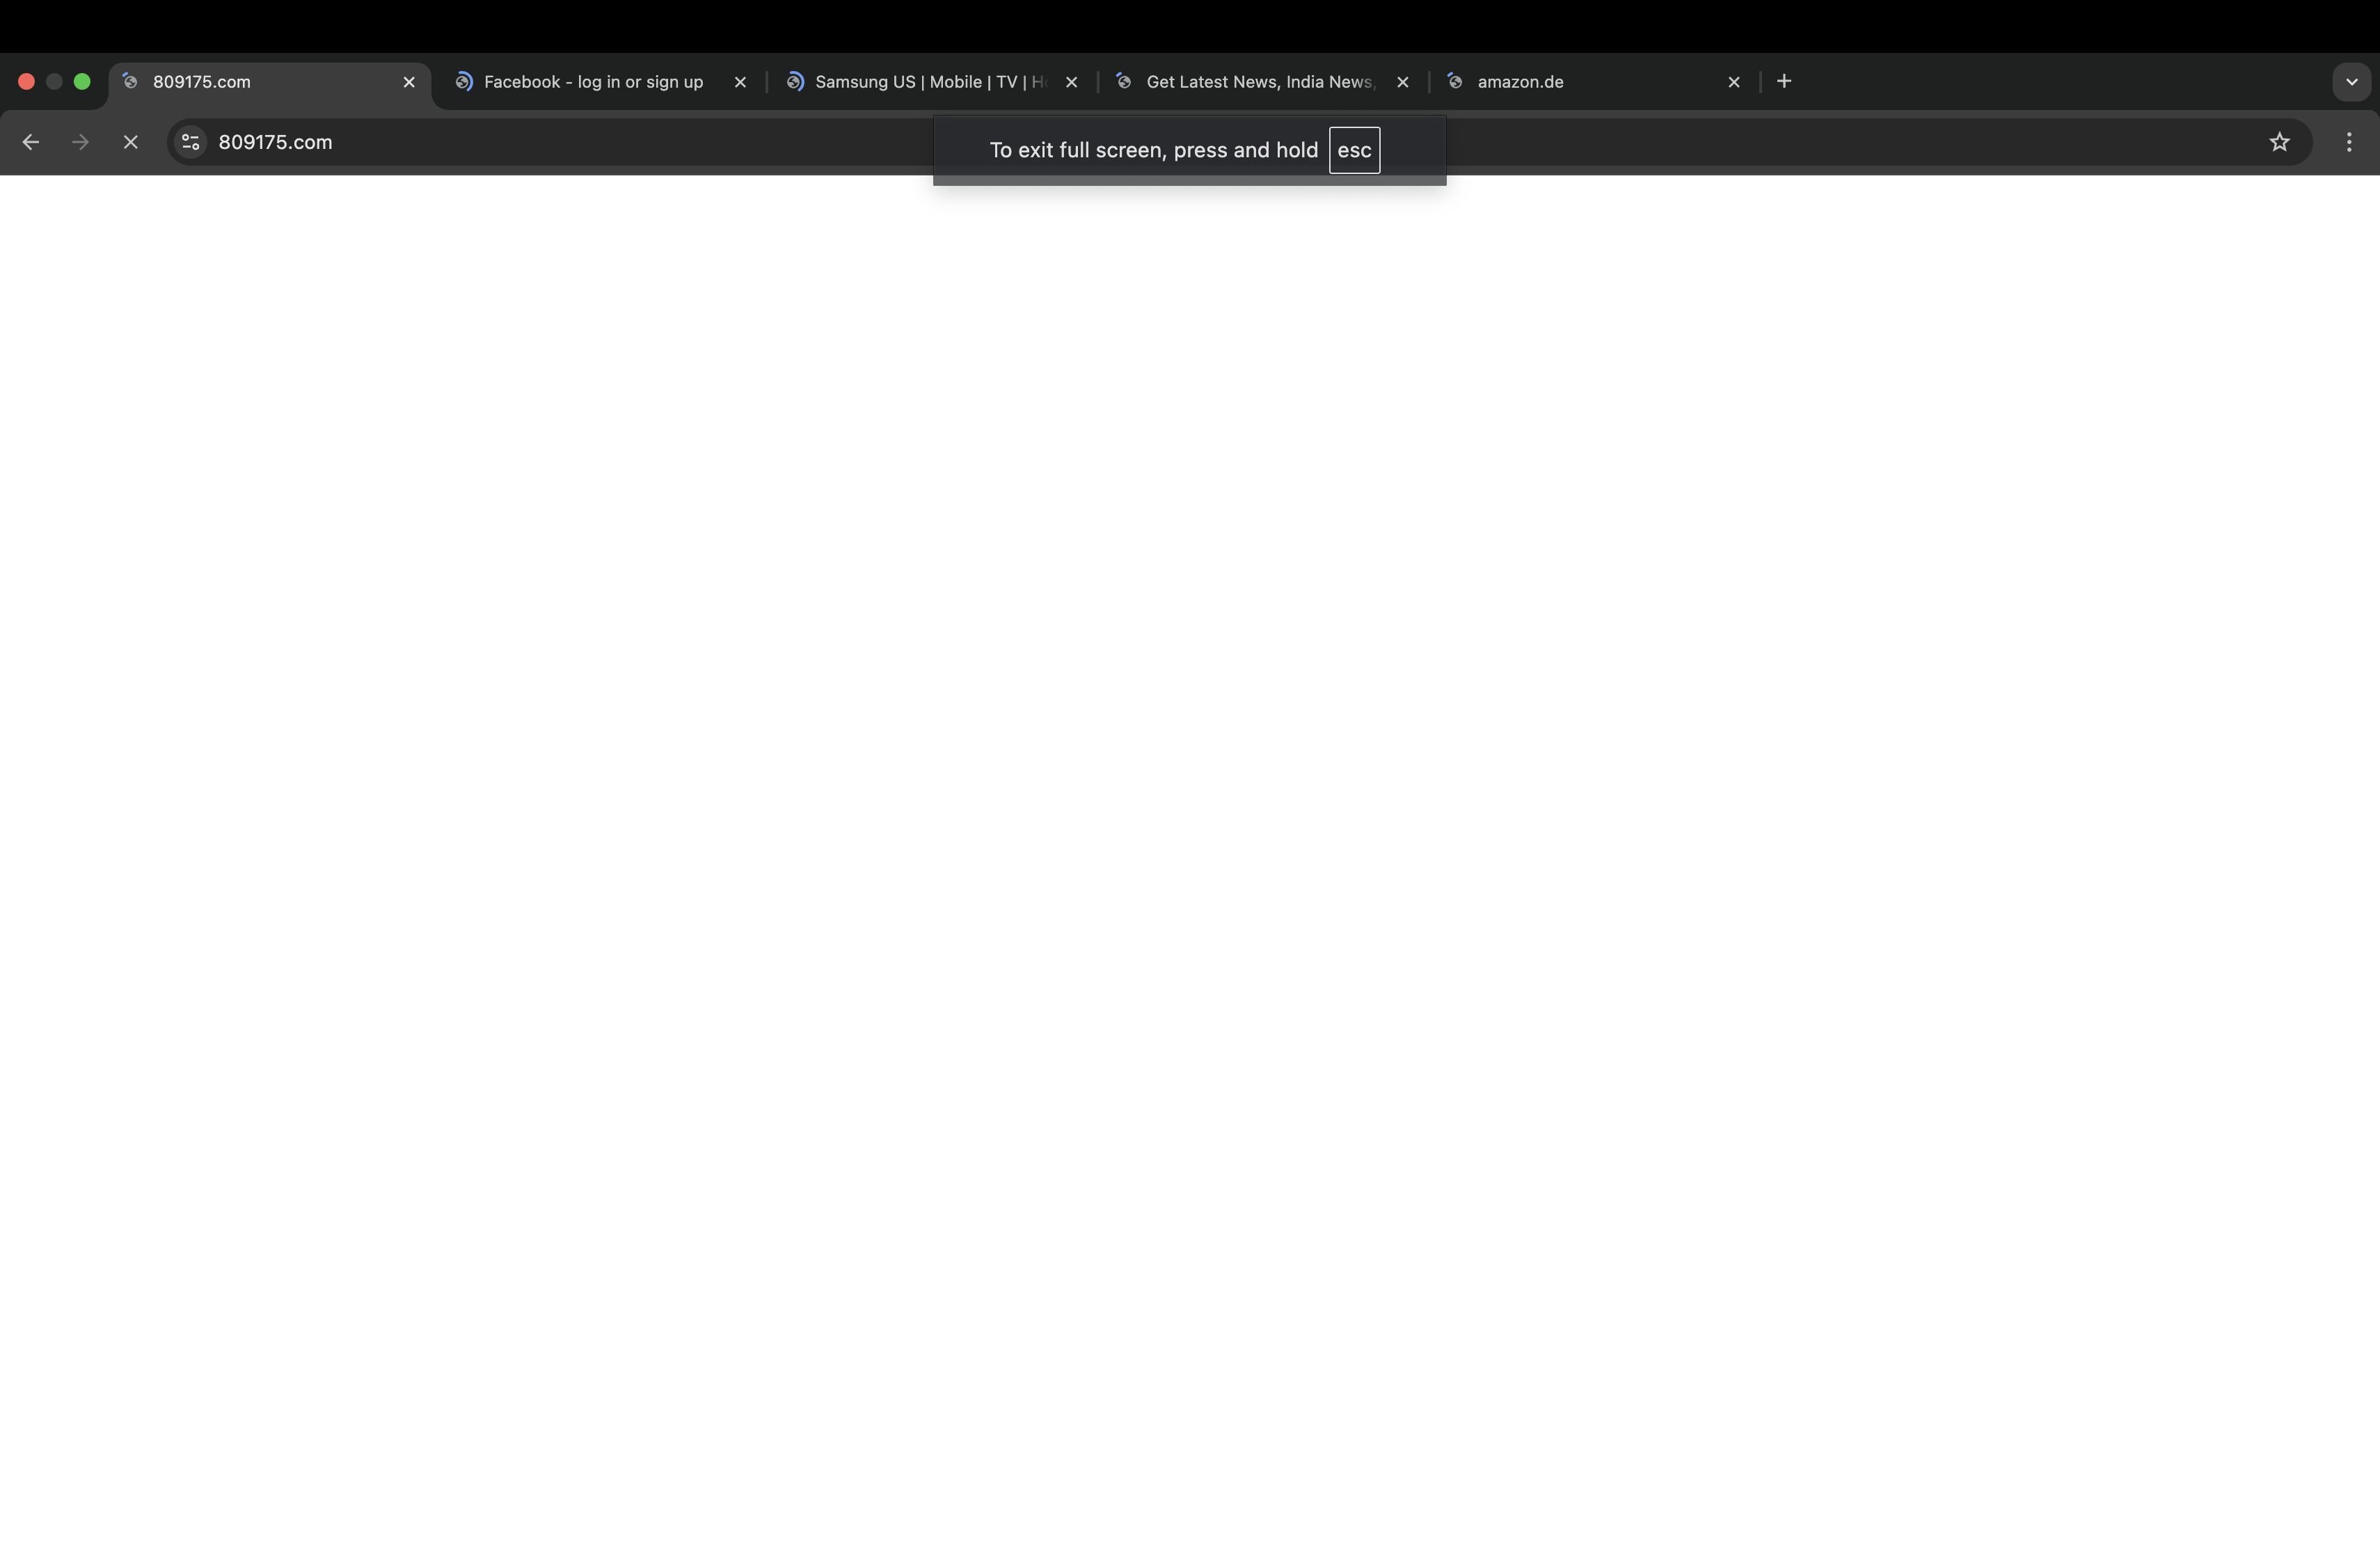 809175.com
Facebook - log in or sign up
Samsung US | Mobile | TV |
Get Latest News, India News,
amazon.de
809175.com
To exit full screen, press and hold esc